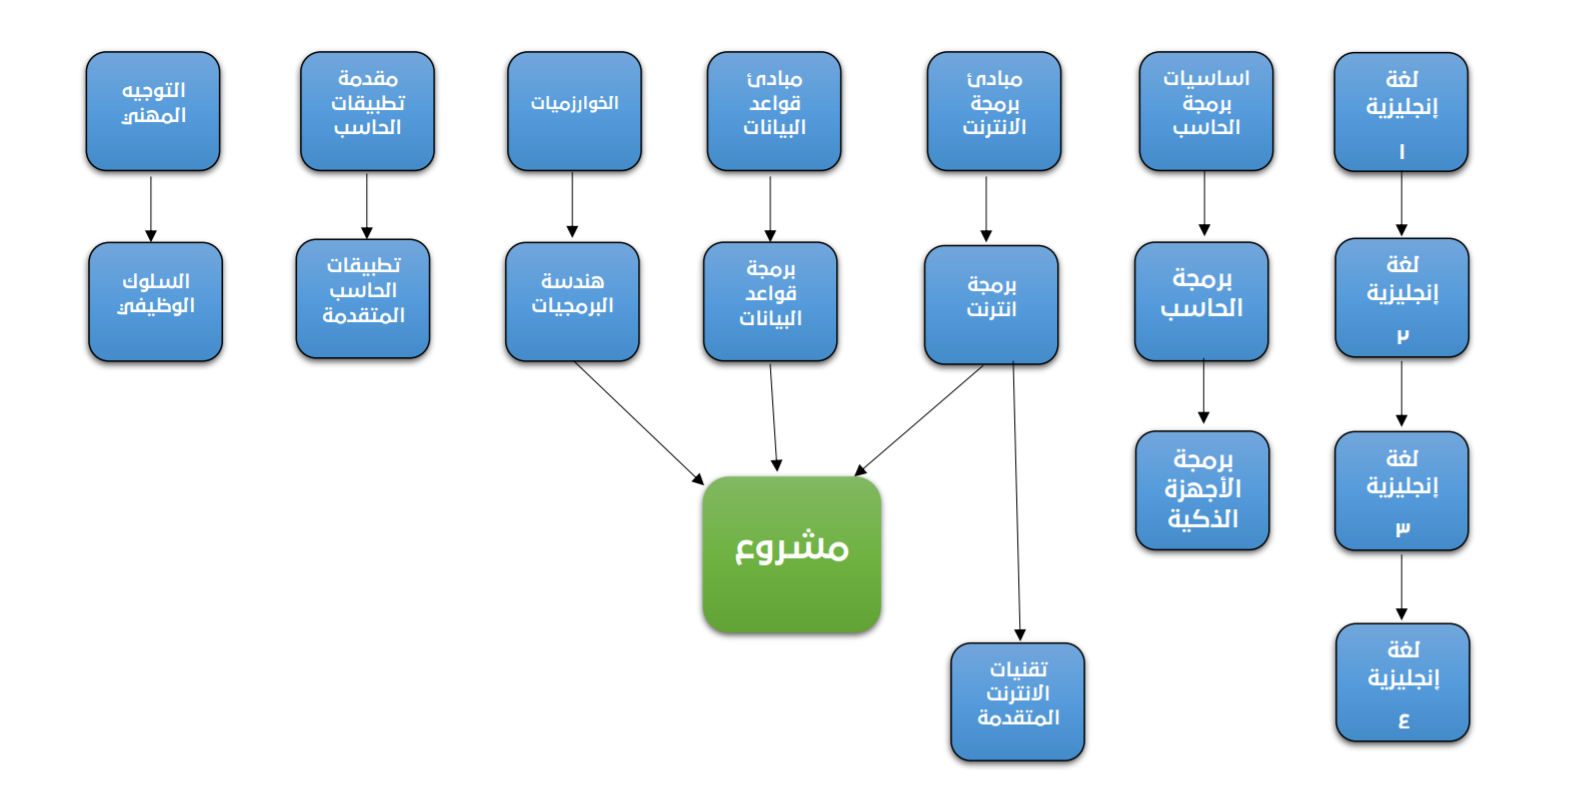 لغة
إنجليزية
١
اساسيات
برمجة
الحاسب
مبادئ
برمجة
الانترنت
مبادئ
قواعد
البيانات
الخوارزميات
مقدمة
تطبيقات
الحاسب
التوجيه
المهني
لغة
إنجليزية
٢
برمجة
الحاسب
برمجة
انترنت
برمجة
قواعد
البيانات
هندسة
البرمجيات
تطبيقات
الحاسب
المتقدمة
السلوك
الوظيفي
لغة
إنجليزية
٣
برمجة
الأجهزة
الذكية
مشروع
لغة
إنجليزية
٤
تقنيات
الانترنت
المتقدمة